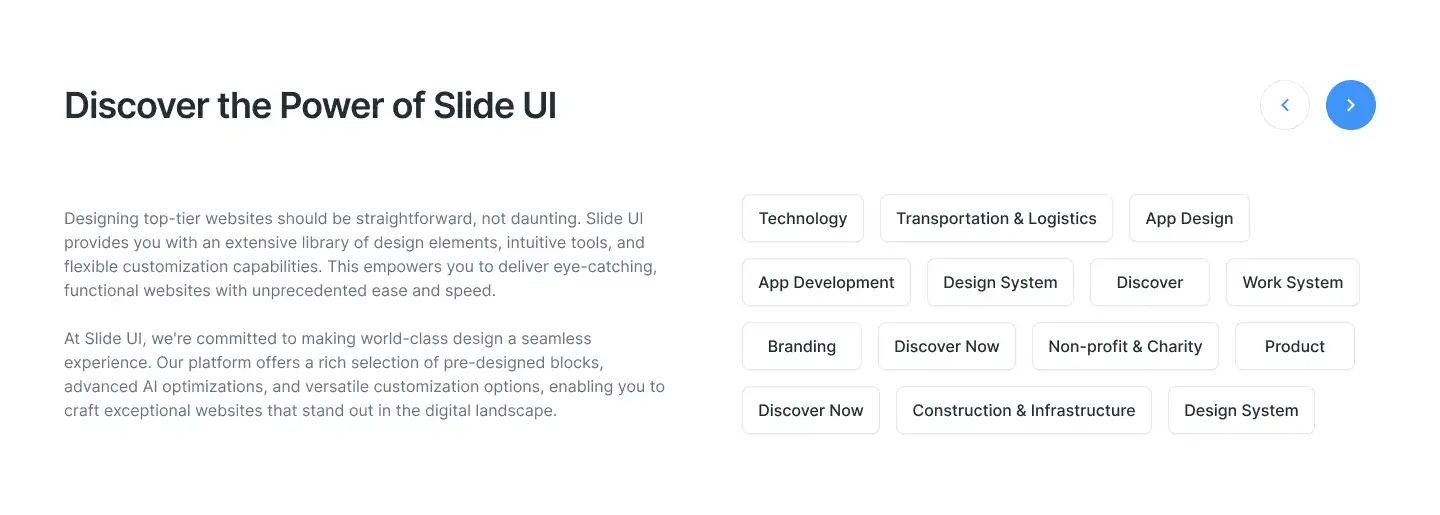 Discover the Power of Slide UI
Designing top-tier websites should be straightforward, not daunting. Slide UI
provides you with an extensive library of design elements, intuitive tools, and
flexible customization capabilities. This empowers you to deliver eye-catching,
functional websites with unprecedented ease and speed.
At Slide UI, we're committed to making world-class design a seamless
experience. Our platform offers a rich selection of pre-designed blocks,
advanced AI optimizations, and versatile customization options, enabling you to
craft exceptional websites that stand out in the digital landscape.
Technology Transportation & Logistics App Design
App Development Design System Discover Work System
Branding Discover Now Non-profit & Charity Product
Discover Now Construction & Infrastructure Design System